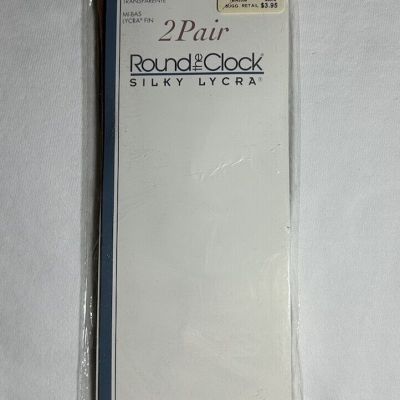 TRANSPARENTE
MI-BAS
LYCRA® FIN
SUGG. RETAIL $3.95
2 Pair
Round the Clock®
SILKY LYCRA®